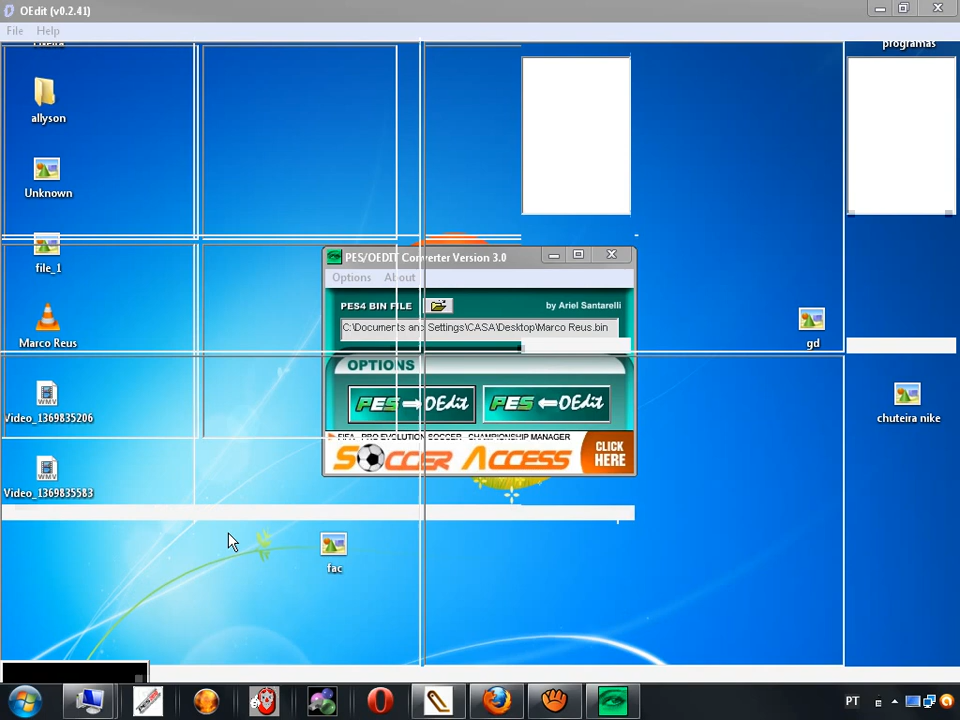 OEdit (v0.2.41)
File Help
programas
allyson
Unknown
file_1
Marco Reus
Video_1369835206
Video_1369835583
PES/OEDIT Converter Version 3.0
Options About
PES4 BIN FILE
by Ariel Santarelli
C:\Documents and Settings\CASA\Desktop\Marco Reus.bin
OPTIONS
PES OEdit
PES OEdit
FIFA PRO EVOLUTION SOCCER CHAMPIONSHIP MANAGER
SOCCER ACCESS
CLICK
HERE
gd
chuteira nike
fac
PT